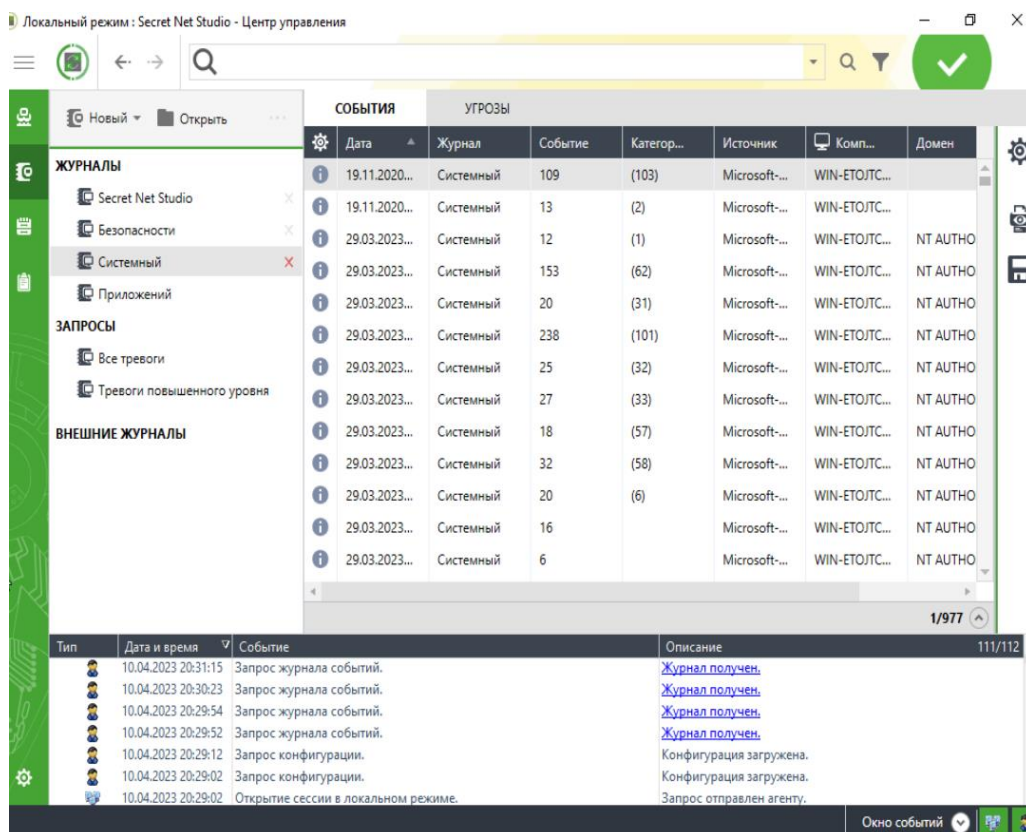 Локальный режим : Secret Net Studio - Центр управления
Новый Открыть ...
СОБЫТИЯ УГРОЗЫ
ЖУРНАЛЫ
Secret Net Studio
Безопасности
Системный
Приложений
ЗАПРОСЫ
Все тревоги
Тревоги повышенного уровня
ВНЕШНИЕ ЖУРНАЛЫ
Дата Журнал Событие Категор... Источник Комп... Домен
19.11.2020... Системный 109 (103) Microsoft-... WIN-ETOJTC...
19.11.2020... Системный 13 (2) Microsoft-... WIN-ETOJTC...
29.03.2023... Системный 12 (1) Microsoft-... WIN-ETOJTC... NT AUTHO
29.03.2023... Системный 153 (62) Microsoft-... WIN-ETOJTC... NT AUTHO
29.03.2023... Системный 20 (31) Microsoft-... WIN-ETOJTC... NT AUTHO
29.03.2023... Системный 238 (101) Microsoft-... WIN-ETOJTC... NT AUTHO
29.03.2023... Системный 25 (32) Microsoft-... WIN-ETOJTC... NT AUTHO
29.03.2023... Системный 27 (33) Microsoft-... WIN-ETOJTC... NT AUTHO
29.03.2023... Системный 18 (57) Microsoft-... WIN-ETOJTC... NT AUTHO
29.03.2023... Системный 32 (58) Microsoft-... WIN-ETOJTC... NT AUTHO
29.03.2023... Системный 20 (6) Microsoft-... WIN-ETOJTC... NT AUTHO
29.03.2023... Системный 16 Microsoft-... WIN-ETOJTC... NT AUTHO
29.03.2023... Системный 6 Microsoft-... WIN-ETOJTC... NT AUTHO
1/977
Тип Дата и время Событие Описание 111/112
10.04.2023 20:31:15 Запрос журнала событий. Журнал получен.
10.04.2023 20:30:23 Запрос журнала событий. Журнал получен.
10.04.2023 20:29:54 Запрос журнала событий. Журнал получен.
10.04.2023 20:29:52 Запрос журнала событий. Журнал получен.
10.04.2023 20:29:12 Запрос конфигурации. Конфигурация загружена.
10.04.2023 20:29:02 Запрос конфигурации. Конфигурация загружена.
10.04.2023 20:29:02 Открытие сессии в локальном режиме. Запрос отправлен агенту.
Окно событий